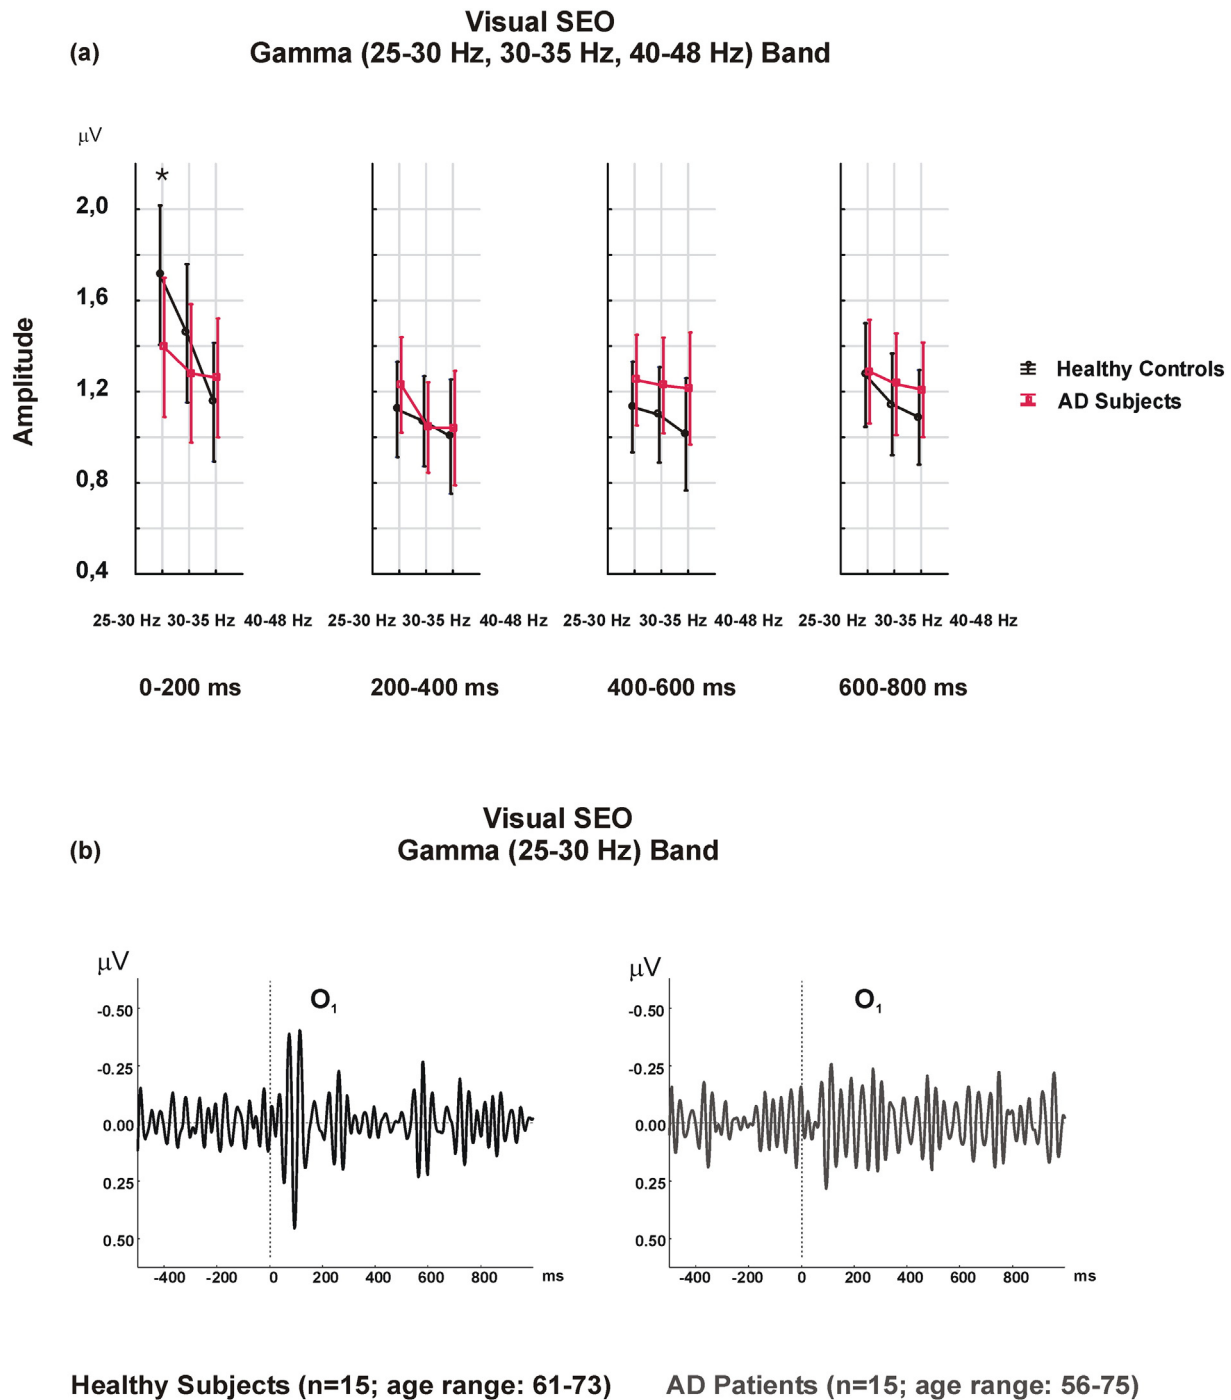 Visual SEO
(a) Gamma (25-30 Hz, 30-35 Hz, 40-48 Hz) Band
μV
*
2,0
1,6
1,2
0,8
0,4
Amplitude
Healthy Controls
AD Subjects
25-30 Hz 30-35 Hz 40-48 Hz 25-30 Hz 30-35 Hz 40-48 Hz 25-30 Hz 30-35 Hz 40-48 Hz 25-30 Hz 30-35 Hz 40-48 Hz
0-200 ms 200-400 ms 400-600 ms 600-800 ms
Visual SEO
(b) Gamma (25-30 Hz) Band
μV
O1
-0.50
-0.25
0.00
0.25
0.50
-400 -200 0 200 400 600 800 ms
μV
O1
-0.50
-0.25
0.00
0.25
0.50
-400 -200 0 200 400 600 800 ms
Healthy Subjects (n=15; age range: 61-73) AD Patients (n=15; age range: 56-75)